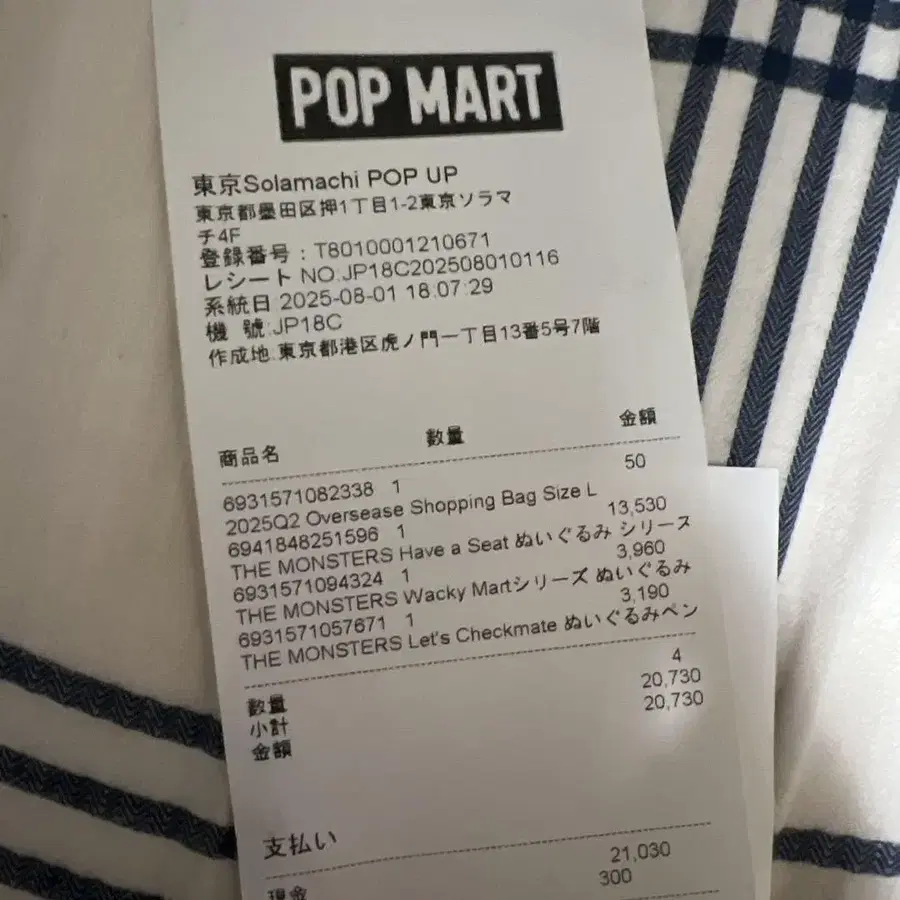 POP MART
東京Solamachi POP UP
東京都墨田区押1丁目1-2東京ソラマ
チ4F
登録番号：T8010001210671
レシート NO:JP18C202508010116
系統日 2025-08-01 18:07:29
機 號:JP18C
作成地:東京都港区虎ノ門一丁目13番5号7階
商品名 数量 金額
6931571082338 1 50
2025Q2 Oversease Shopping Bag Size L
6941848251596 1 13,530
THE MONSTERS Have a Seat ぬいぐるみ シリーズ
6931571094324 1 3,960
THE MONSTERS Wacky Martシリーズ ぬいぐるみ
6931571057671 1 3,190
THE MONSTERS Let's Checkmate ぬいぐるみペン
数量 4
小計 20,730
金額 20,730
支払い
現金 21,030
300